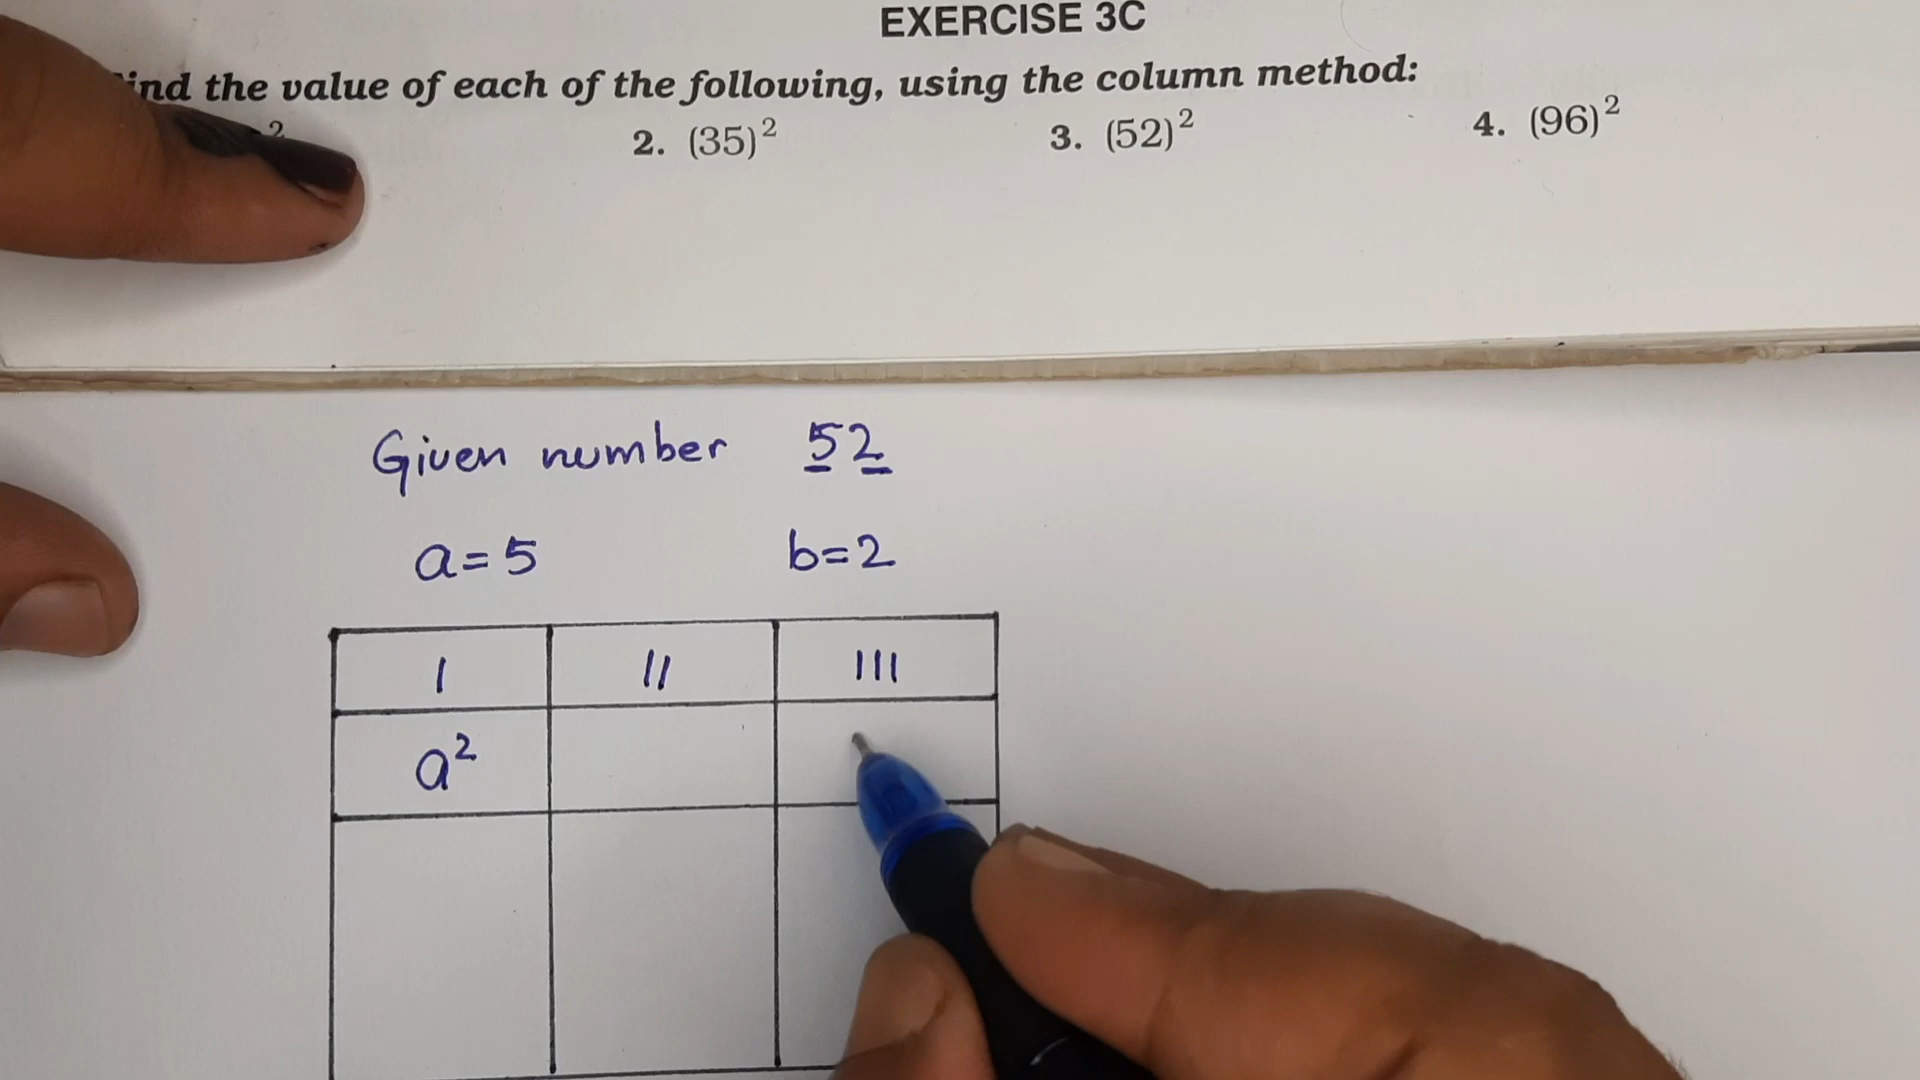 EXERCISE 3C
the value of each of the following, using the column method:
2 2. (35)² 3. (52)² 4. (96)²
Given number 52
a=5 b=2
I II III
a²